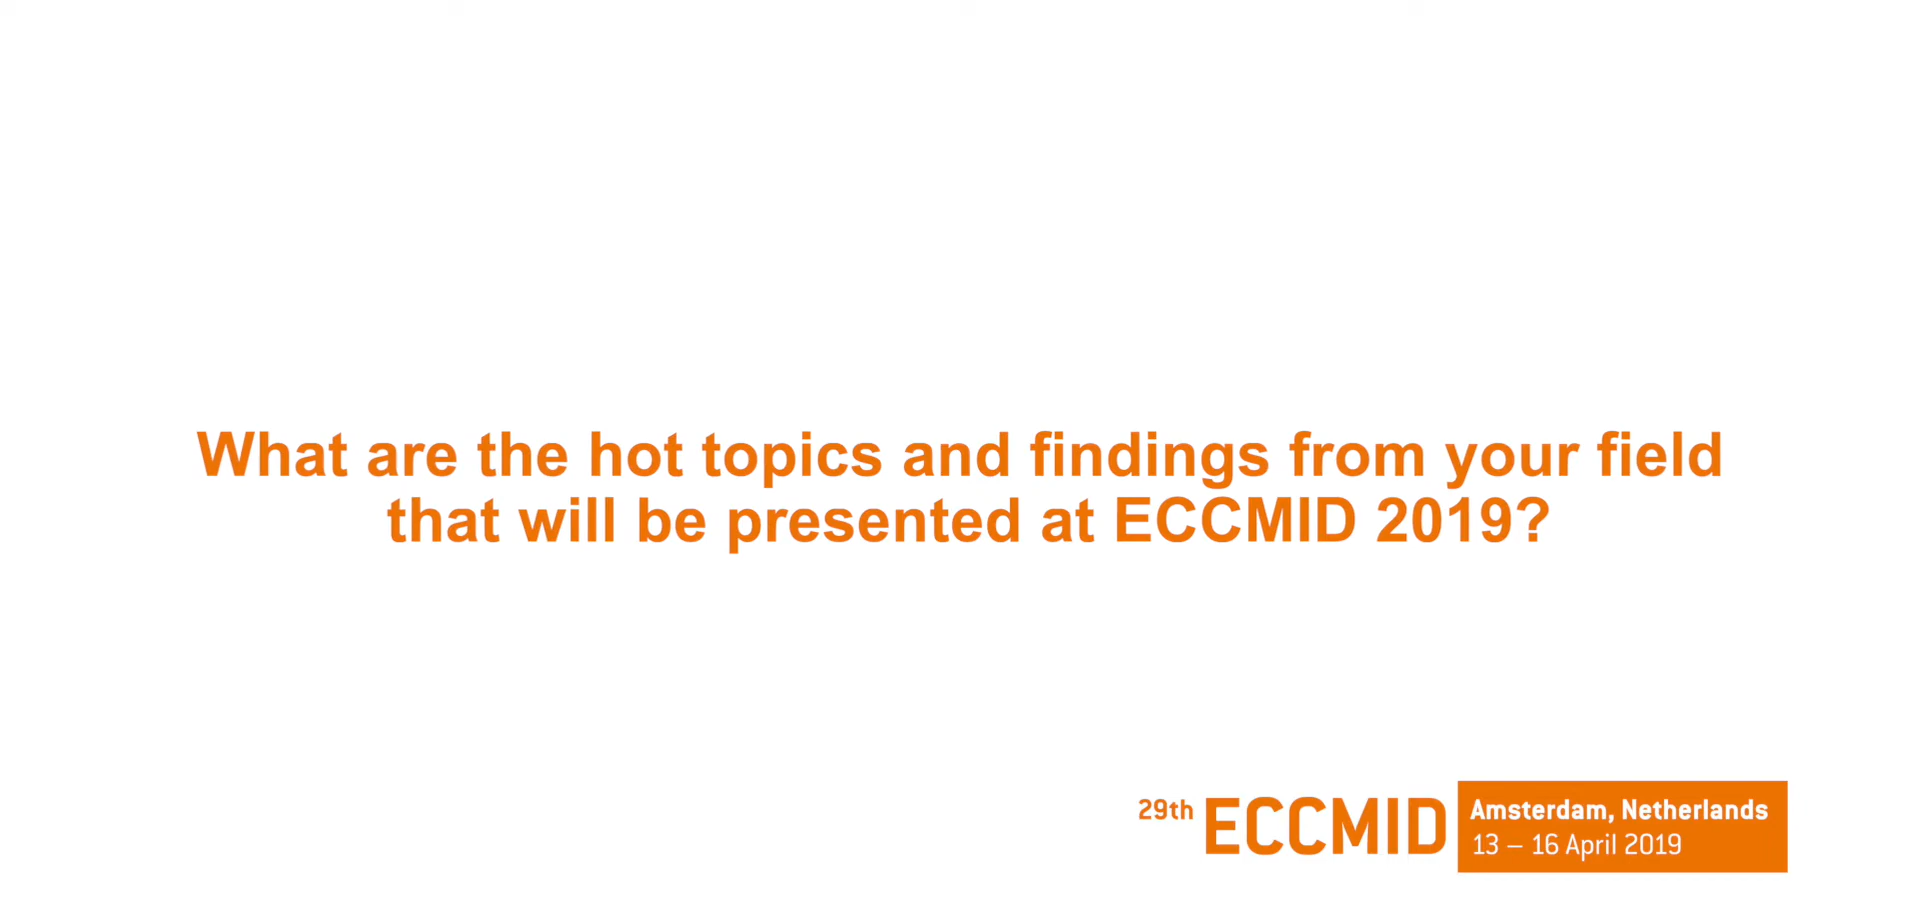 What are the hot topics and findings from your field
that will be presented at ECCMID 2019?
29th ECCMID
Amsterdam, Netherlands
13 – 16 April 2019